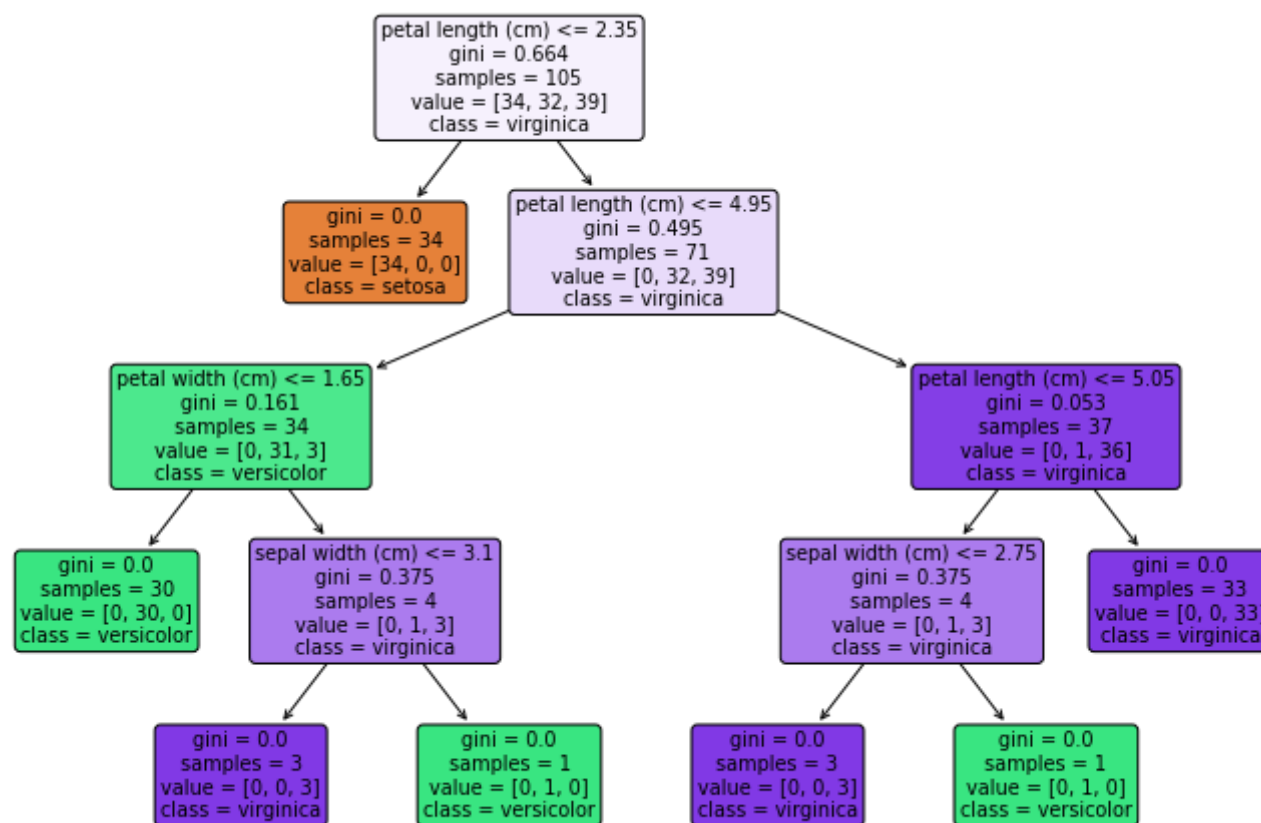 petal length (cm) <= 2.35
gini = 0.664
samples = 105
value = [34, 32, 39]
class = virginica
gini = 0.0
samples = 34
value = [34, 0, 0]
class = setosa
petal length (cm) <= 4.95
gini = 0.495
samples = 71
value = [0, 32, 39]
class = virginica
petal width (cm) <= 1.65
gini = 0.161
samples = 34
value = [0, 31, 3]
class = versicolor
petal length (cm) <= 5.05
gini = 0.053
samples = 37
value = [0, 1, 36]
class = virginica
gini = 0.0
samples = 30
value = [0, 30, 0]
class = versicolor
sepal width (cm) <= 3.1
gini = 0.375
samples = 4
value = [0, 1, 3]
class = virginica
sepal width (cm) <= 2.75
gini = 0.375
samples = 4
value = [0, 1, 3]
class = virginica
gini = 0.0
samples = 33
value = [0, 0, 33]
class = virginica
gini = 0.0
samples = 3
value = [0, 0, 3]
class = virginica
gini = 0.0
samples = 1
value = [0, 1, 0]
class = versicolor
gini = 0.0
samples = 3
value = [0, 0, 3]
class = virginica
gini = 0.0
samples = 1
value = [0, 1, 0]
class = versicolor